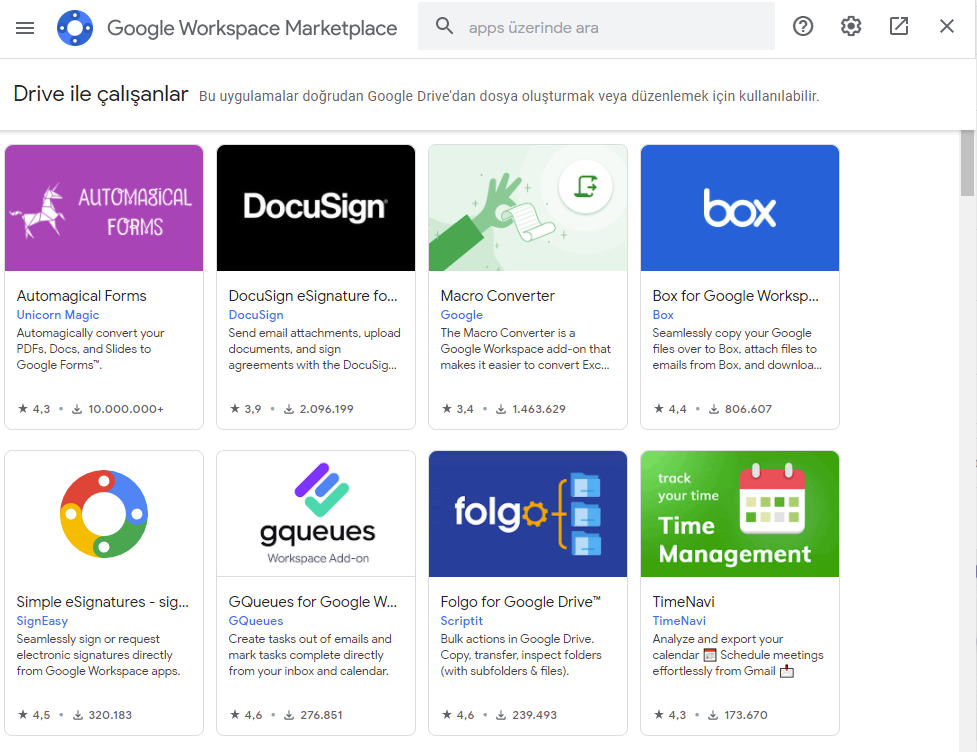 Google Workspace Marketplace
apps üzerinde ara
Drive ile çalışanlar
Bu uygulamalar doğrudan Google Drive'dan dosya oluşturmak veya düzenlemek için kullanılabilir.
AUTOMAGICAL
FORMS
Automagical Forms
Unicorn Magic
Automagically convert your
PDFs, Docs, and Slides to
Google Forms™.
4,3 • 10.000.000+
DocuSign
DocuSign eSignature fo...
DocuSign
Send email attachments, upload
documents, and sign
agreements with the DocuSig...
3,9 • 2.096.199
Macro Converter
Google
The Macro Converter is a
Google Workspace add-on that
makes it easier to convert Exc...
3,4 • 1.463.629
box
Box for Google Worksp...
Box
Seamlessly copy your Google
files over to Box, attach files to
emails from Box, and downloa...
4,4 • 806.607
Simple eSignatures - sig...
SignEasy
Seamlessly sign or request
electronic signatures directly
from Google Workspace apps.
4,5 • 320.183
gqueues
Workspace Add-on
GQueues for Google W...
GQueues
Create tasks out of emails and
mark tasks complete directly
from your inbox and calendar.
4,6 • 276.851
folgo
Folgo for Google Drive™
Scriptit
Bulk actions in Google Drive.
Copy, transfer, inspect folders
(with subfolders & files).
4,6 • 239.493
track
your time
Time
Management
TimeNavi
TimeNavi
Analyze and export your
calendar 📅 Schedule meetings
effortlessly from Gmail 📩
4,3 • 173.670